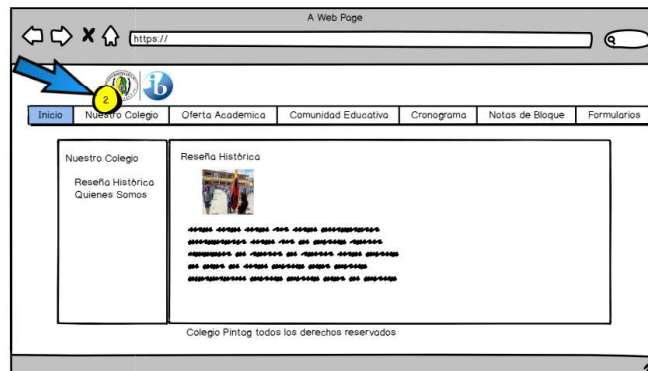 A Web Page
https://
2
Inicio Nuestro Colegio Oferta Academica Comunidad Educativa Cronograma Notas de Bloque Formularios
Nuestro Colegio
Reseña Histórica
Quienes Somos
Reseña Histórica
Colegio Pintag todos los derechos reservados